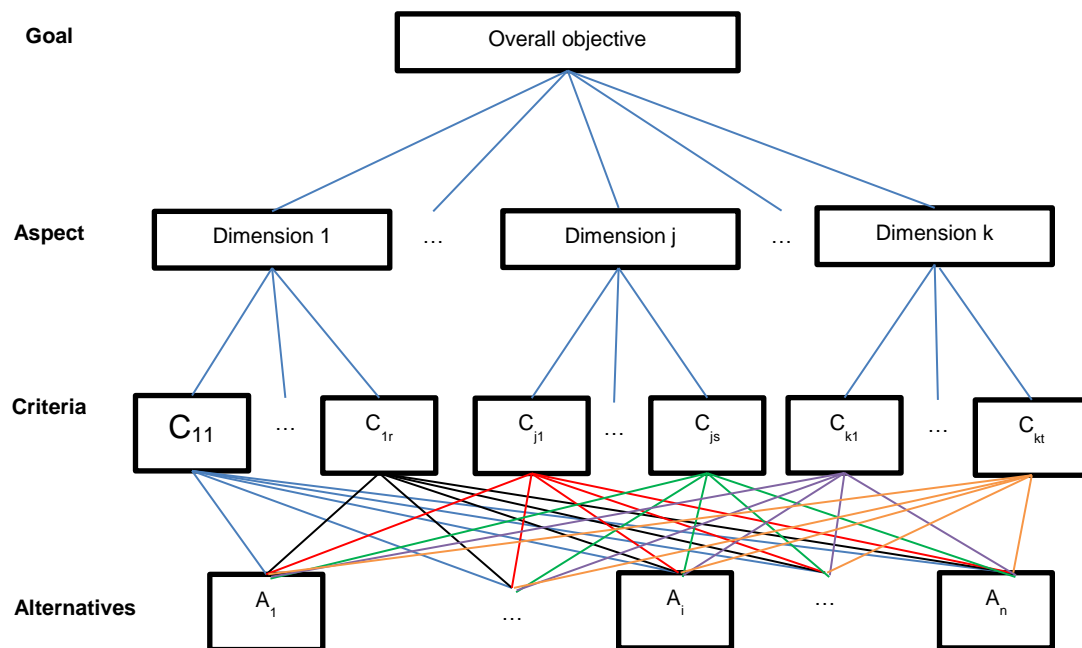 Goal
Overall objective
Aspect
Dimension 1
...
Dimension j
...
Dimension k
Criteria
C11
...
C1r
Cj1
...
Cjs
Ck1
...
Ckt
Alternatives
A1
...
Ai
...
An